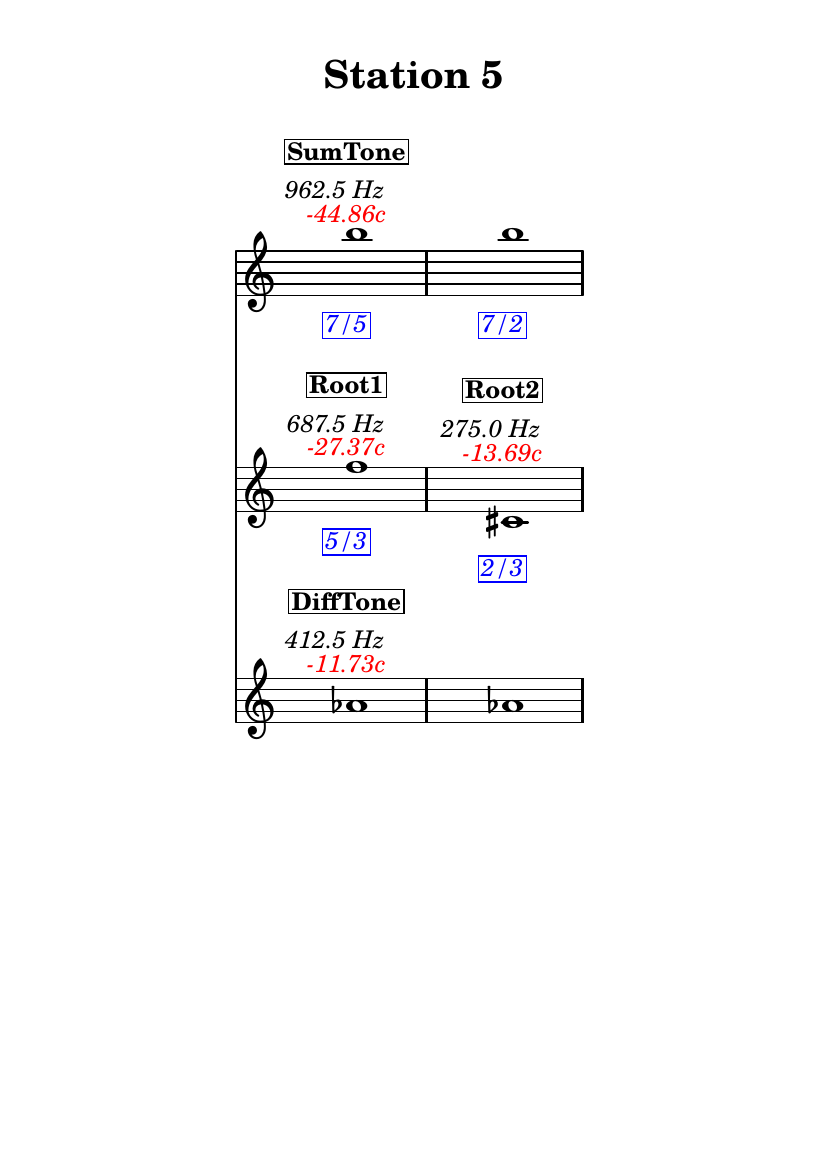 Station 5
SumTone
962.5 Hz
-44.86c
7/5
7/2
Root1
Root2
687.5 Hz
275.0 Hz
-27.37c
-13.69c
5/3
2/3
DiffTone
412.5 Hz
-11.73c